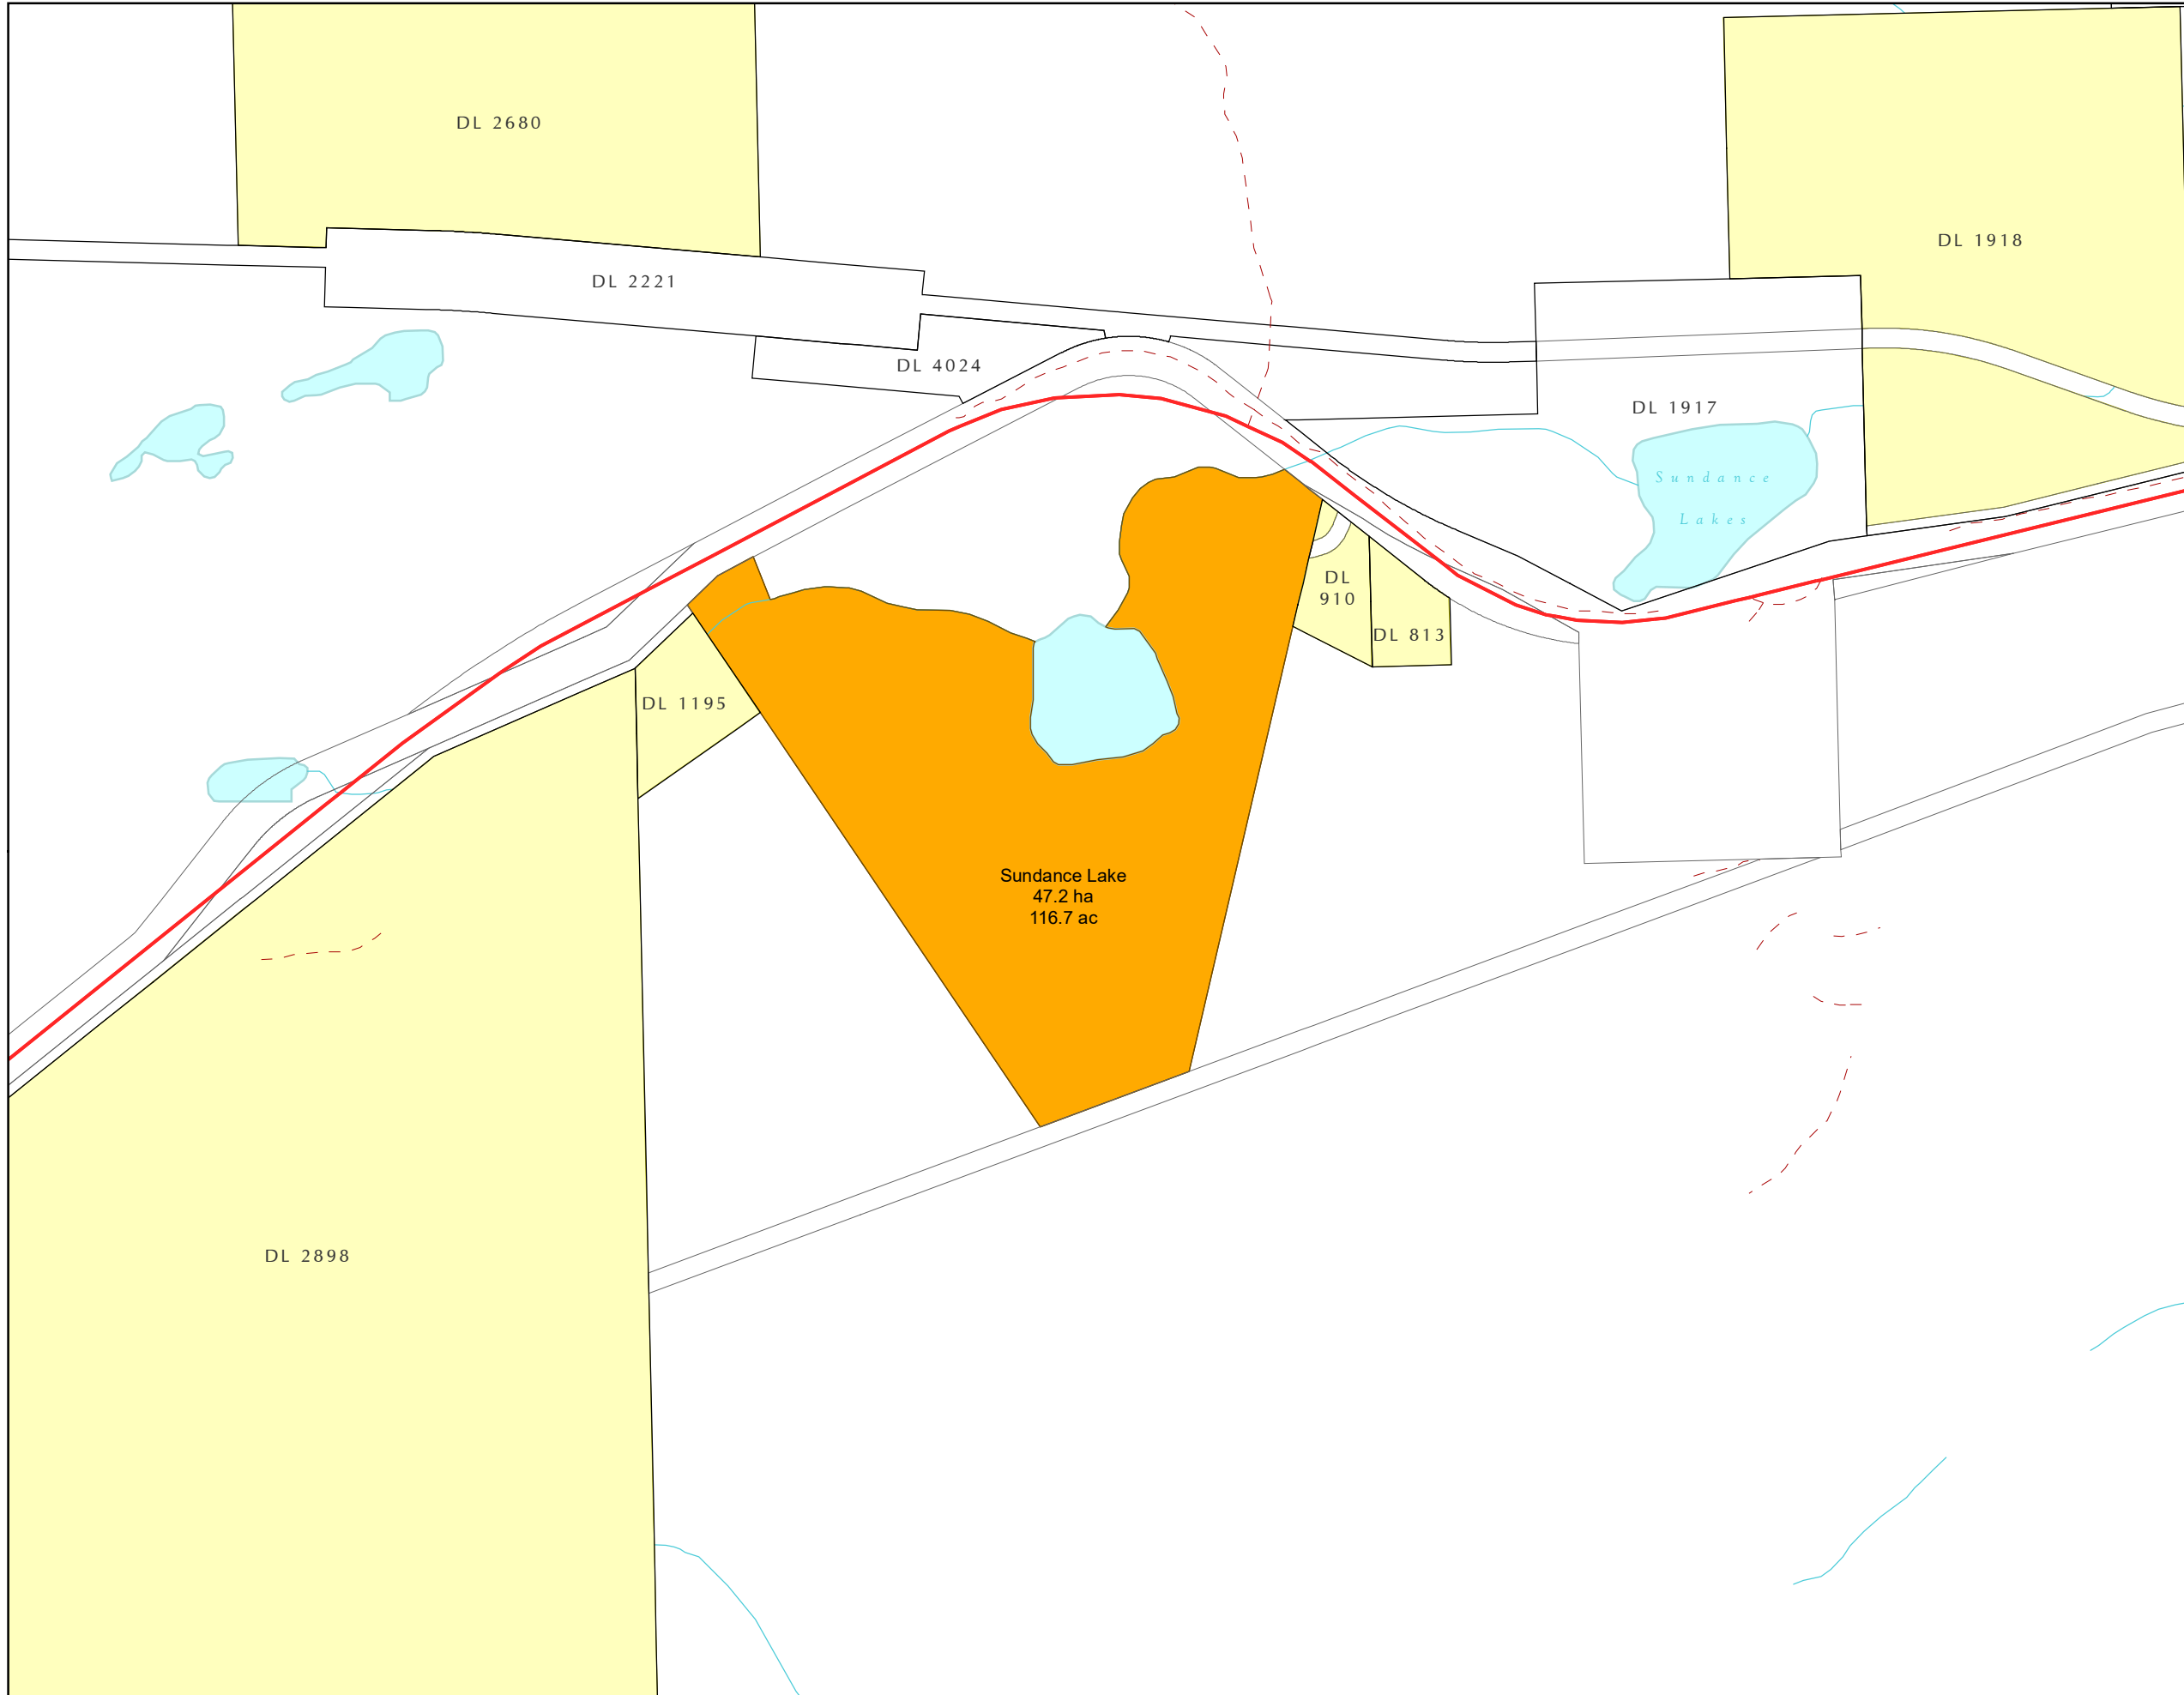 DL 2680
DL 1918
DL 2221
DL 4024
DL 1917
Sundance
Lakes
DL
910
DL 813
DL 1195
Sundance Lake
47.2 ha
116.7 ac
DL 2898